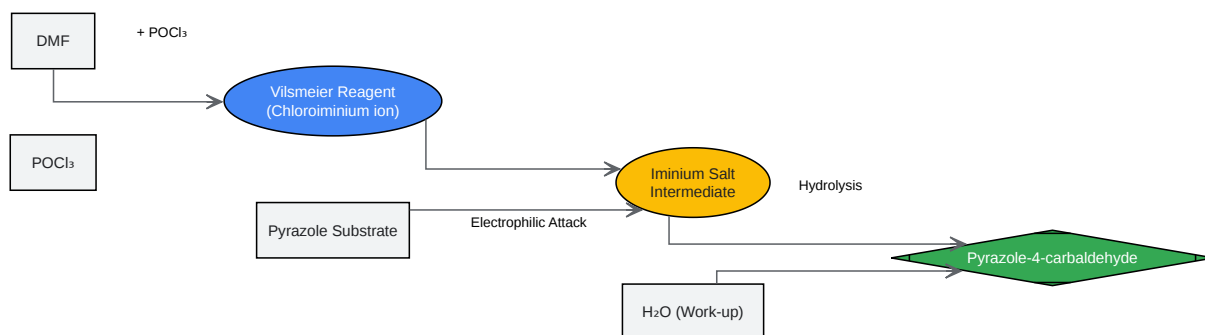 DMF
+ POCl₃
Vilsmeier Reagent
(Chloroiminium ion)
POCl₃
Iminium Salt
Intermediate
Hydrolysis
Pyrazole Substrate
Electrophilic Attack
Pyrazole-4-carbaldehyde
H₂O (Work-up)